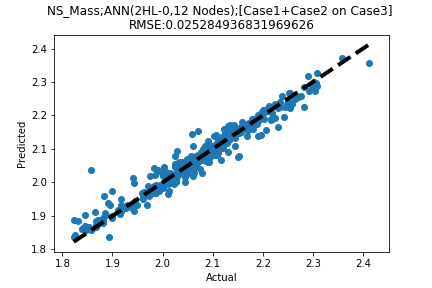 NS_Mass;ANN(2HL-0,12 Nodes);[Case1+Case2 on Case3]
RMSE:0.025284936831969626
2.4
2.3
2.2
2.1
2.0
1.9
1.8
Predicted
1.8 1.9 2.0 2.1 2.2 2.3 2.4
Actual